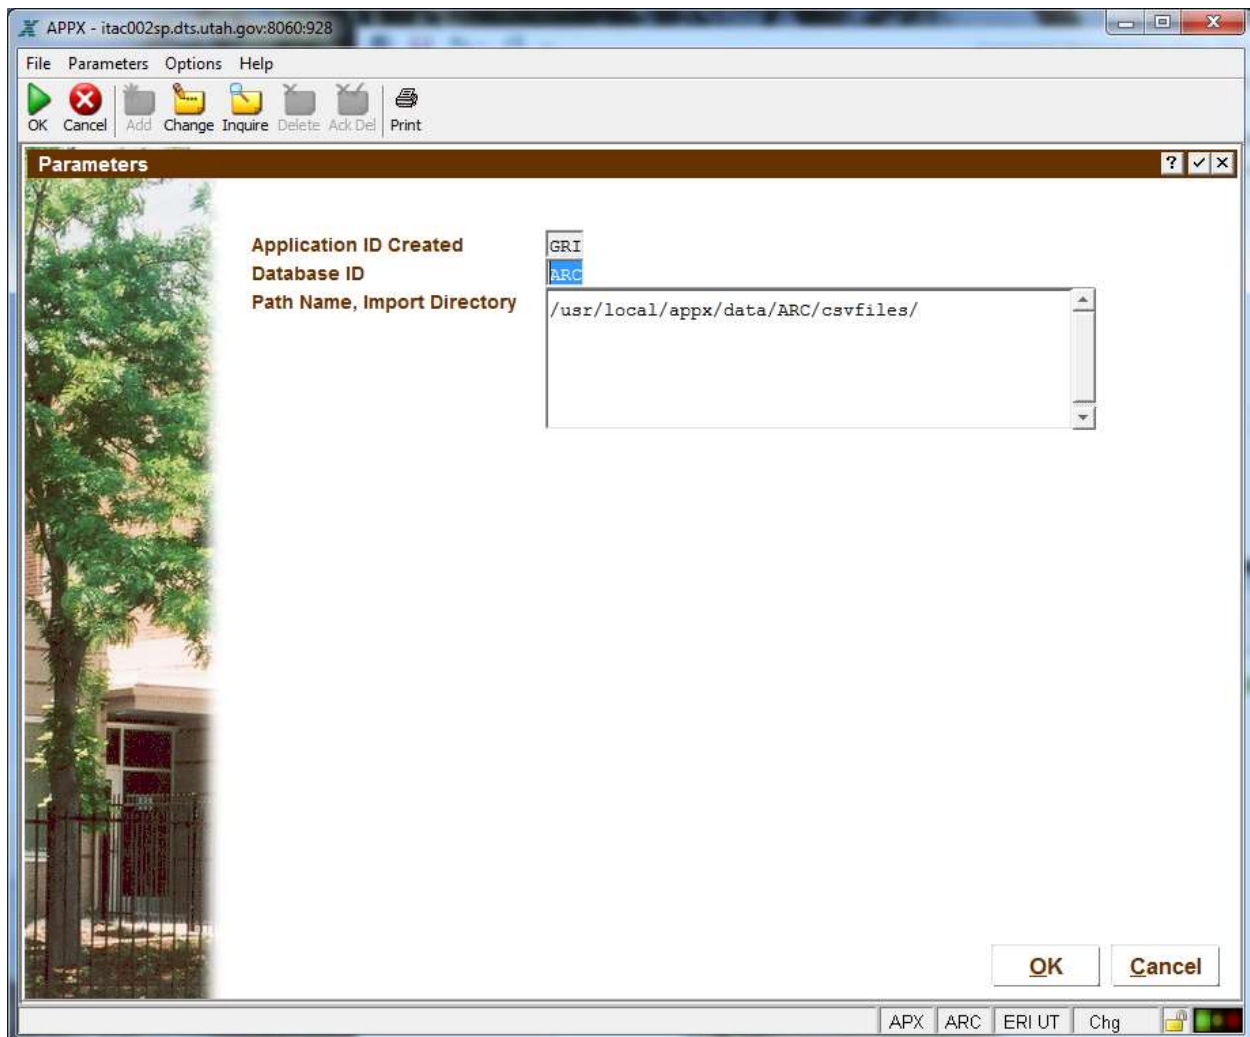 APPX - itac002sp.dts.utah.gov:8060:928
File Parameters Options Help
OK Cancel Add Change Inquire Delete Ack Del Print
Parameters
Application ID Created GRI
Database ID ARC
Path Name, Import Directory /usr/local/appx/data/ARC/csvfiles/
OK Cancel
APX ARC ERI UT Chg